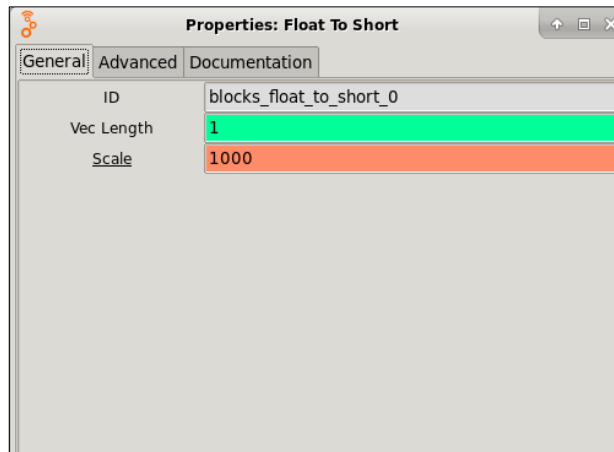 Properties: Float To Short
General Advanced Documentation
ID blocks_float_to_short_0
Vec Length 1
Scale 1000